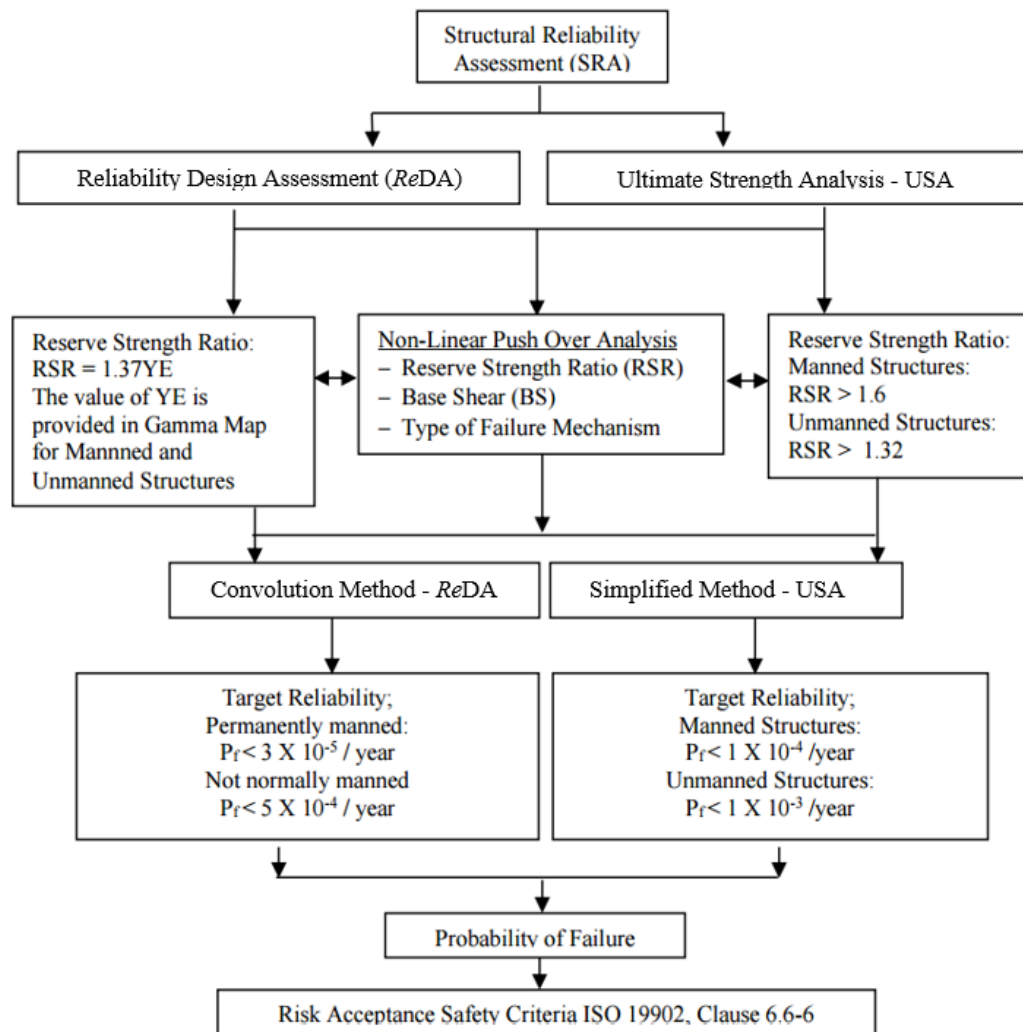 Structural Reliability
Assessment (SRA)
Reliability Design Assessment (ReDA)
Ultimate Strength Analysis - USA
Reserve Strength Ratio:
RSR = 1.37YE
The value of YE is
provided in Gamma Map
for Mannned and
Unmanned Structures
Non-Linear Push Over Analysis
– Reserve Strength Ratio (RSR)
– Base Shear (BS)
– Type of Failure Mechanism
Reserve Strength Ratio:
Manned Structures:
RSR > 1.6
Unmanned Structures:
RSR > 1.32
Convolution Method - ReDA
Simplified Method - USA
Target Reliability;
Permanently manned:
Pf < 3 X 10⁻⁵ / year
Not normally manned
Pf < 5 X 10⁻⁴ / year
Target Reliability;
Manned Structures:
Pf < 1 X 10⁻⁴ /year
Unmanned Structures:
Pf < 1 X 10⁻³ /year
Probability of Failure
Risk Acceptance Safety Criteria ISO 19902, Clause 6.6-6